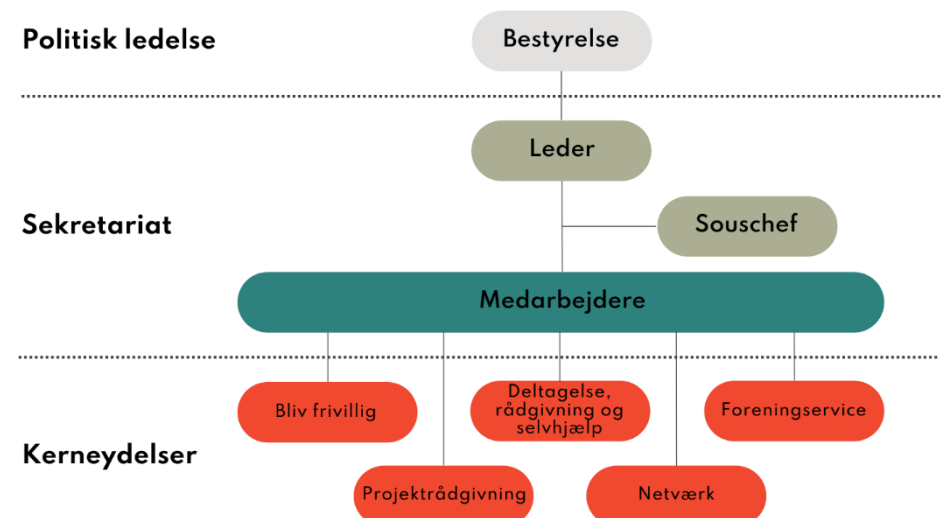 Politisk ledelse
Bestyrelse
Leder
Sekretariat
Souschef
Medarbejdere
Bliv frivillig
Deltagelse,
rådgivning og
selvhjælp
Foreningservice
Kerneydelser
Projektrådgivning
Netværk